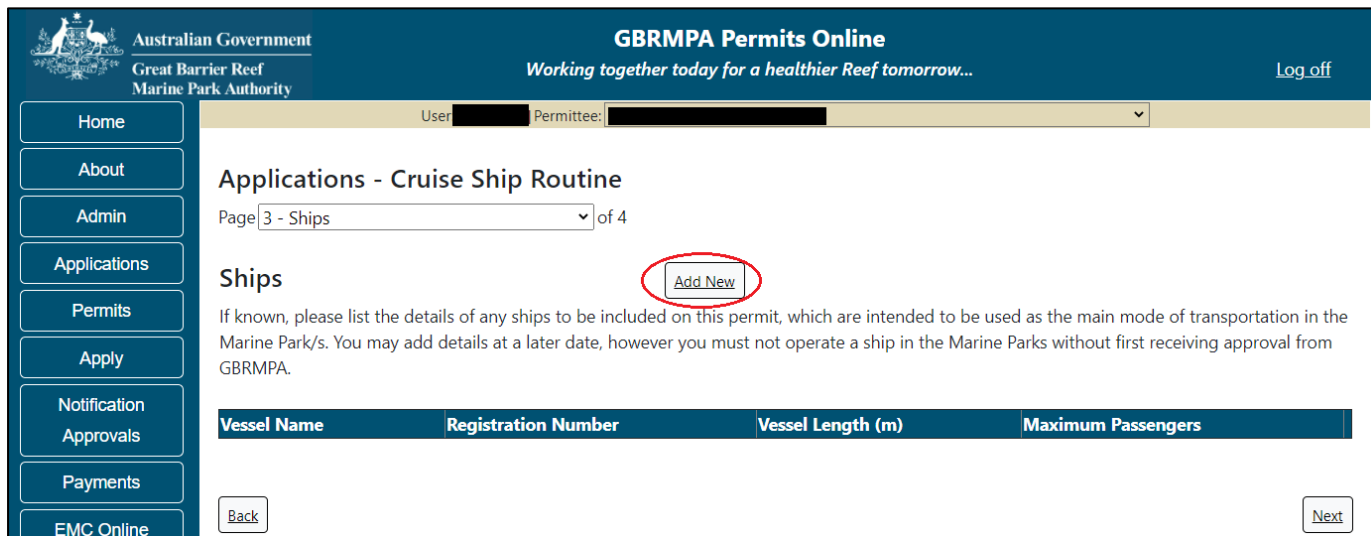 Australian Government
Great Barrier Reef
Marine Park Authority
GBRMPA Permits Online
Working together today for a healthier Reef tomorrow...
Log off
User Permittee:
Home
About
Admin
Applications
Permits
Apply
Notification
Approvals
Payments
EMC Online
Applications - Cruise Ship Routine
Page 3 - Ships of 4
Ships
Add New
If known, please list the details of any ships to be included on this permit, which are intended to be used as the main mode of transportation in the
Marine Park/s. You may add details at a later date, however you must not operate a ship in the Marine Parks without first receiving approval from
GBRMPA.
Vessel Name Registration Number Vessel Length (m) Maximum Passengers
Back
Next